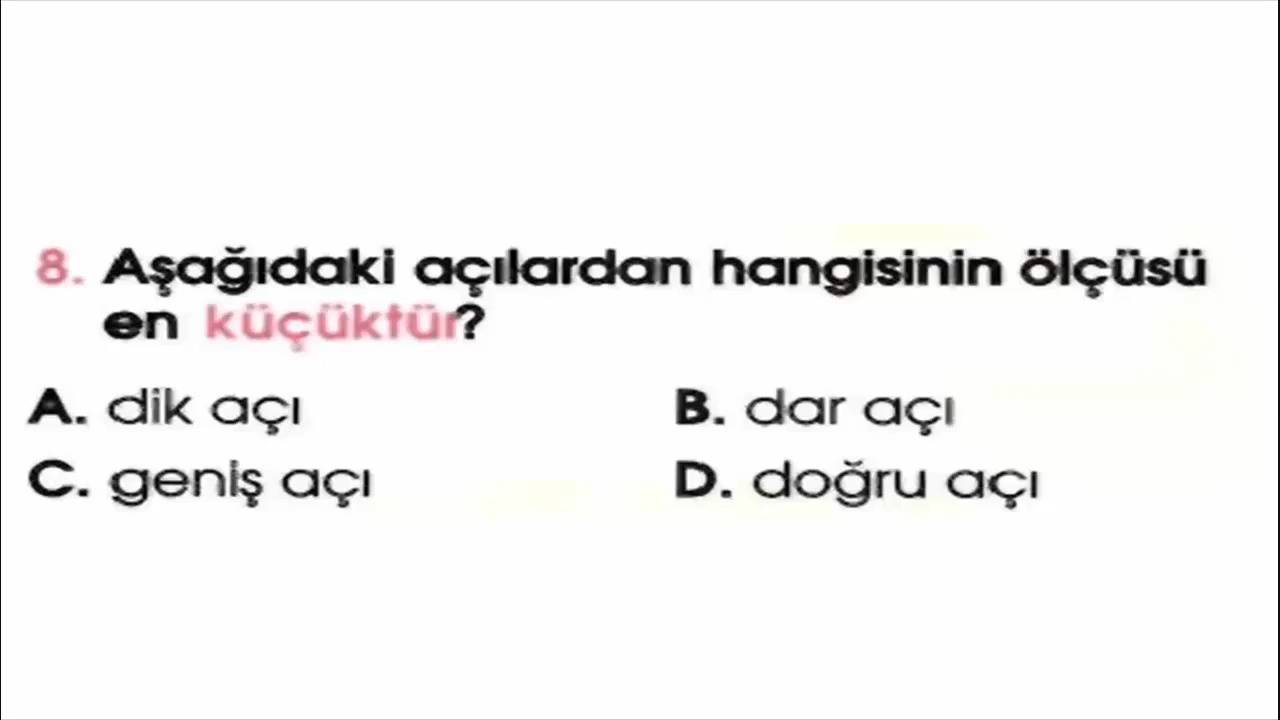 8. Aşağıdaki açılardan hangisinin ölçüsü
en küçüktür?
A. dik açı
B. dar açı
C. geniş açı
D. doğru açı